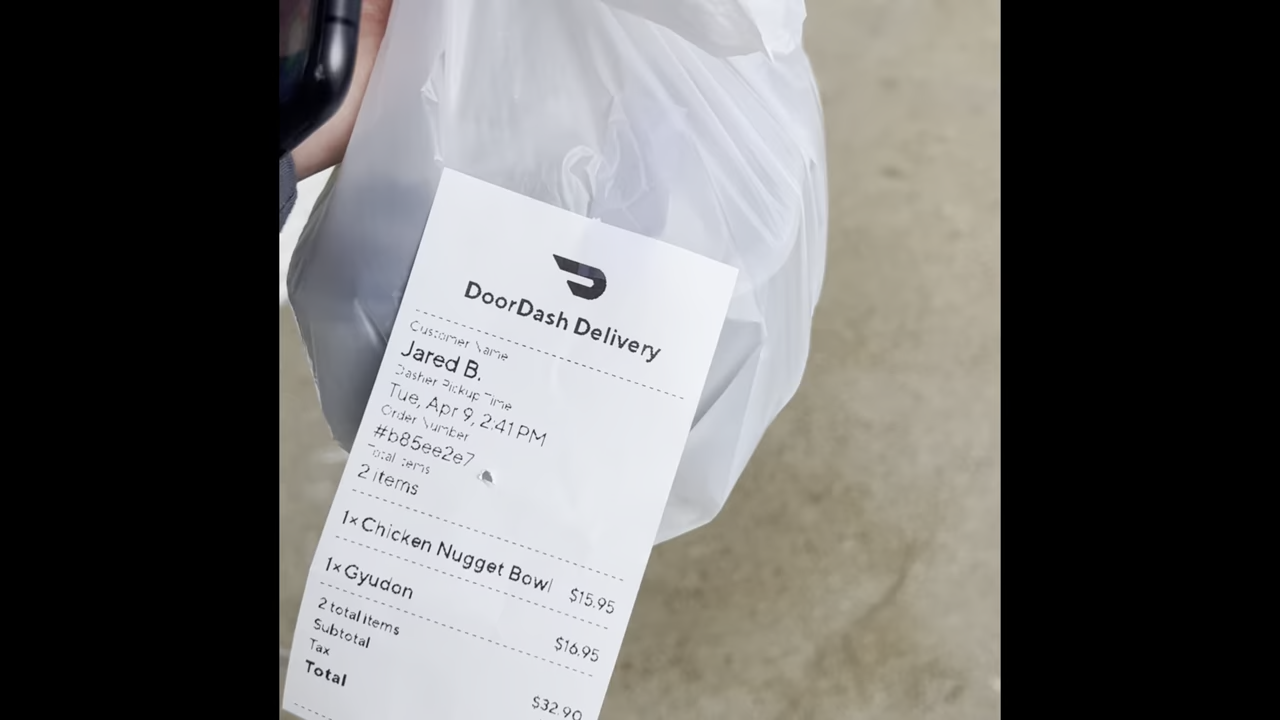 DoorDash Delivery
Customer Name
Jared B.
Dasher Pickup Time
Tue, Apr 9, 2:41 PM
Order Number
#b85ee2e7
Total Items
2 items
1x Chicken Nugget Bowl $15.95
1x Gyudon $16.95
2 total items
Subtotal $32.90
Tax
Total